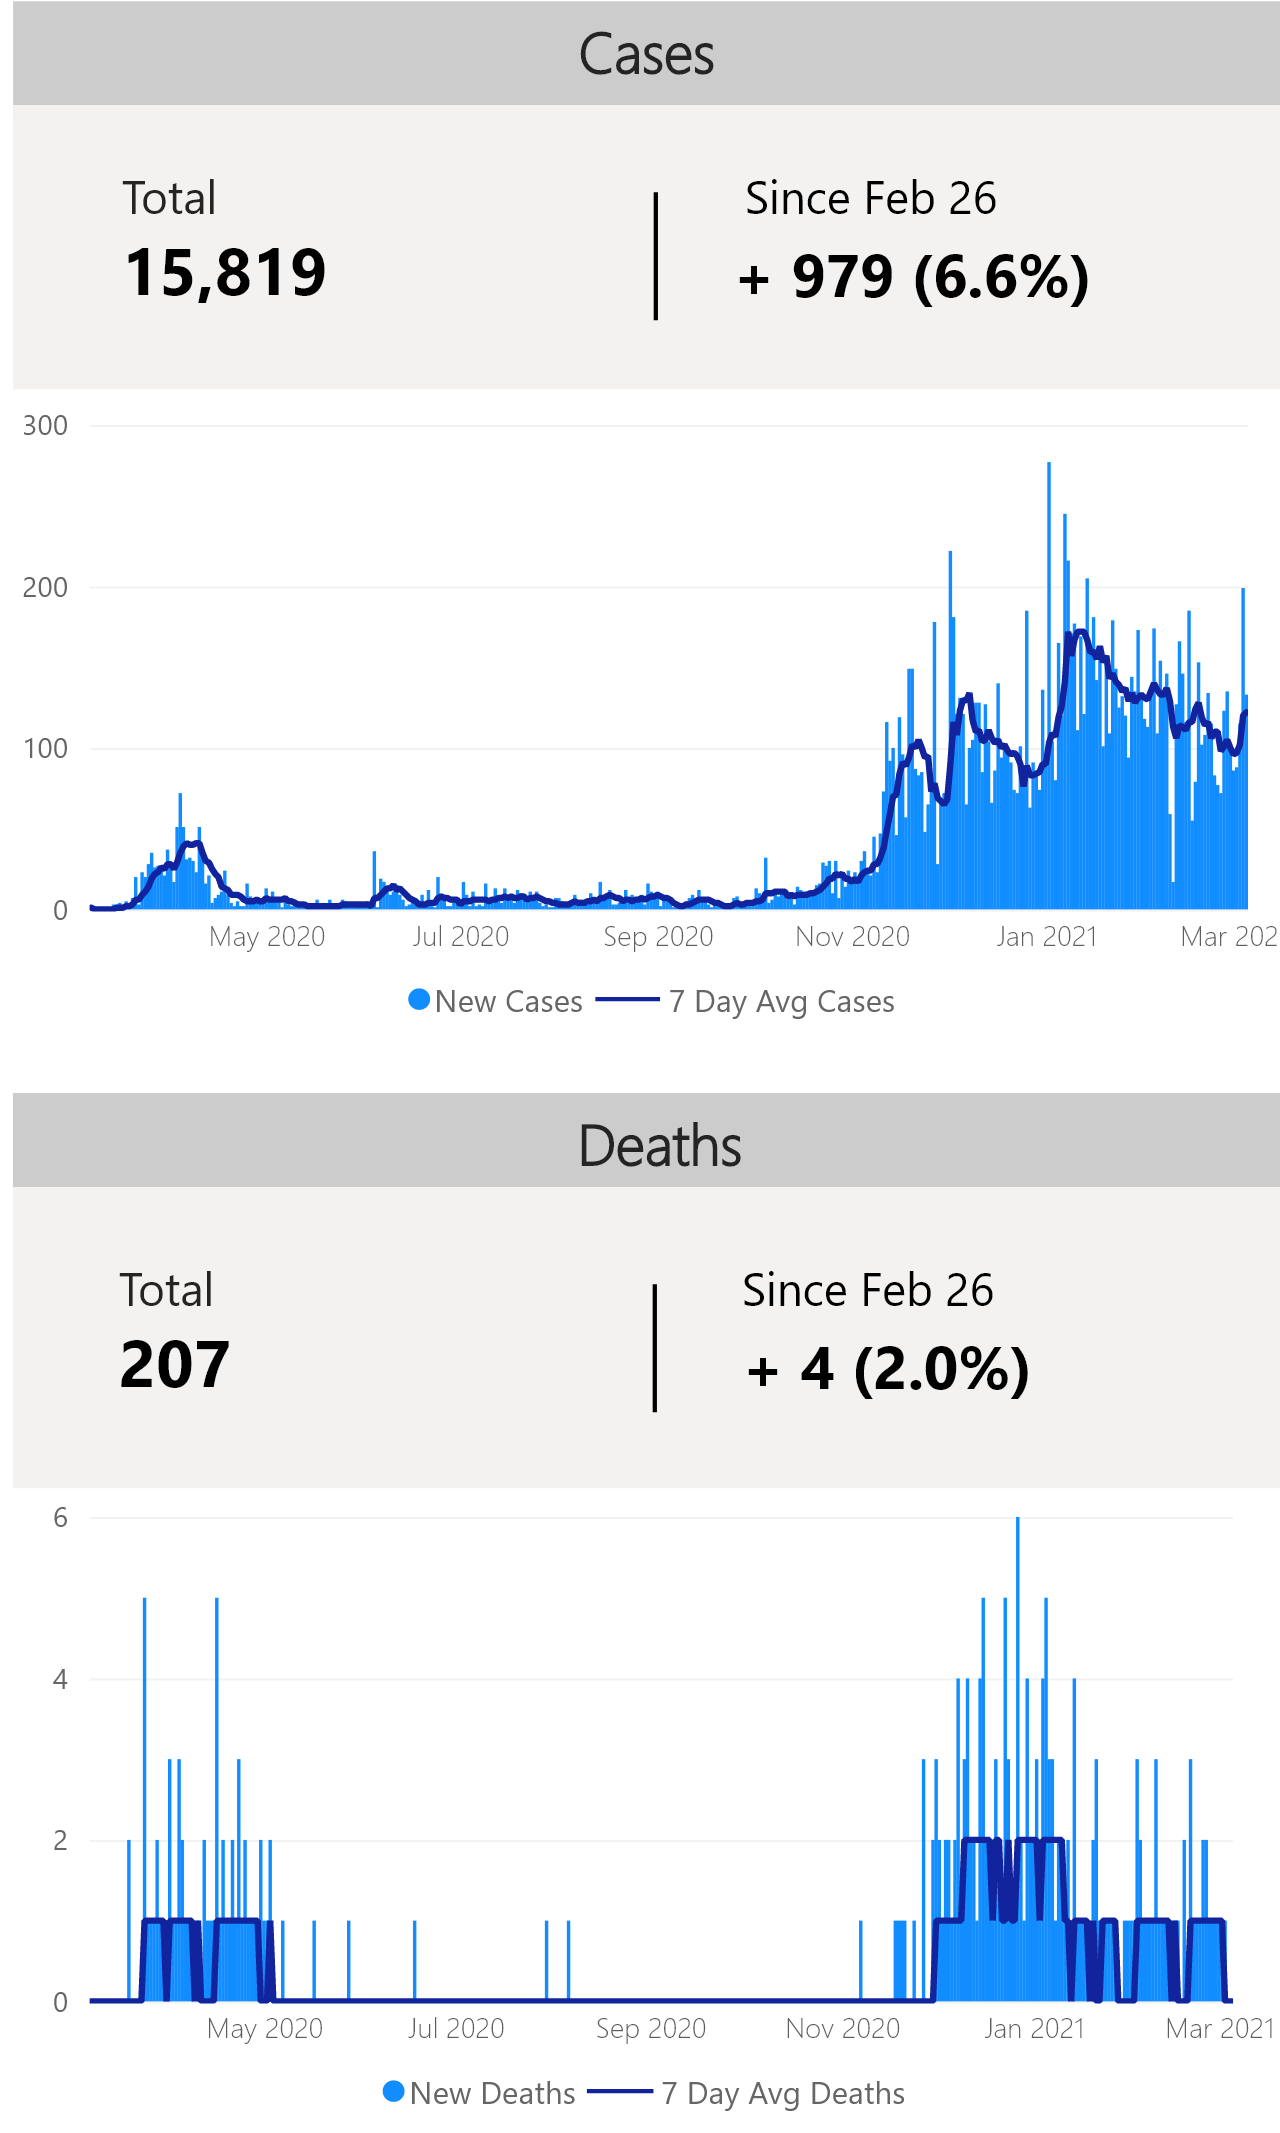 Cases
Total
Since Feb 26
15,819
+ 979 (6.6%)
300
200
100
0
May 2020
Jul 2020
Sep 2020
Nov 2020
Jan 2021
Mar 202
New Cases
7 Day Avg Cases
Deaths
Total
Since Feb 26
207
+ 4 (2.0%)
6
4
2
0
May 2020
Jul 2020
Sep 2020
Nov 2020
Jan 2021
Mar 2021
New Deaths
7 Day Avg Deaths